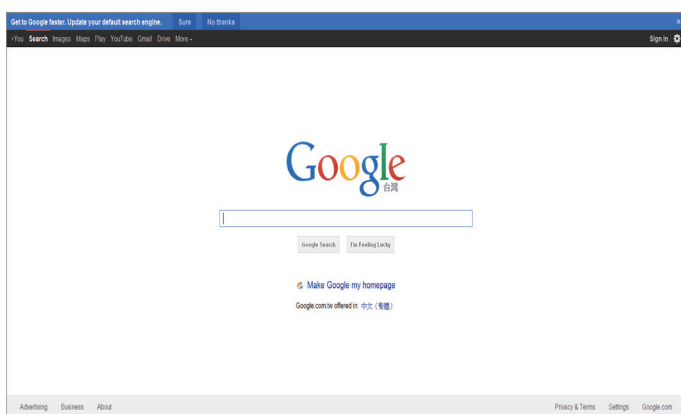 Get to Google faster. Update your default search engine. Sure No thanks x
+You Search Images Maps Play YouTube Gmail Drive More Sign in
Google
台灣
Google Search I'm Feeling Lucky
Make Google my homepage
Google.com.tw offered in: 中文（繁體）
Advertising Business About Privacy & Terms Settings Google.com